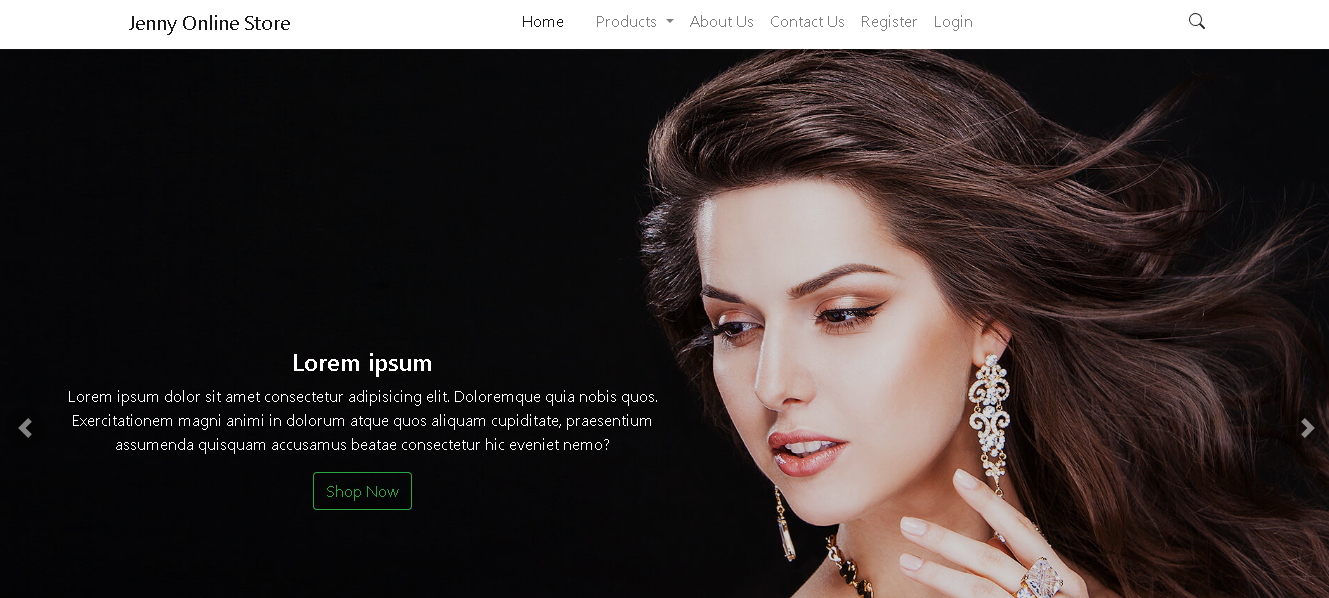 Jenny Online Store
Home Products About Us Contact Us Register Login
Lorem ipsum
Lorem ipsum dolor sit amet consectetur adipisicing elit. Doloremque quia nobis quos.
Exercitationem magni animi in dolorum atque quos aliquam cupiditate, praesentium
assumenda quisquam accusamus beatae consectetur hic eveniet nemo?
Shop Now